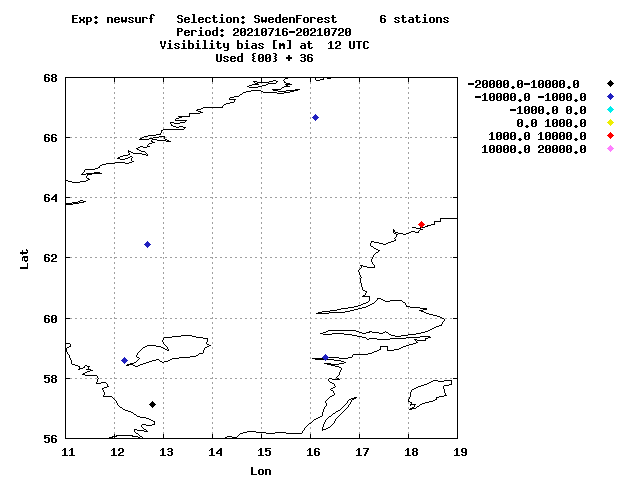 Exp: newsurf Selection: SwedenForest 6 stations
Period: 20210716-20210720
Visibility bias [m] at 12 UTC
Used {00} + 36
-20000.0-10000.0
-10000.0 -1000.0
-1000.0 0.0
0.0 1000.0
1000.0 10000.0
10000.0 20000.0
68
66
64
62
60
58
56
Lat
11 12 13 14 15 16 17 18 19
Lon